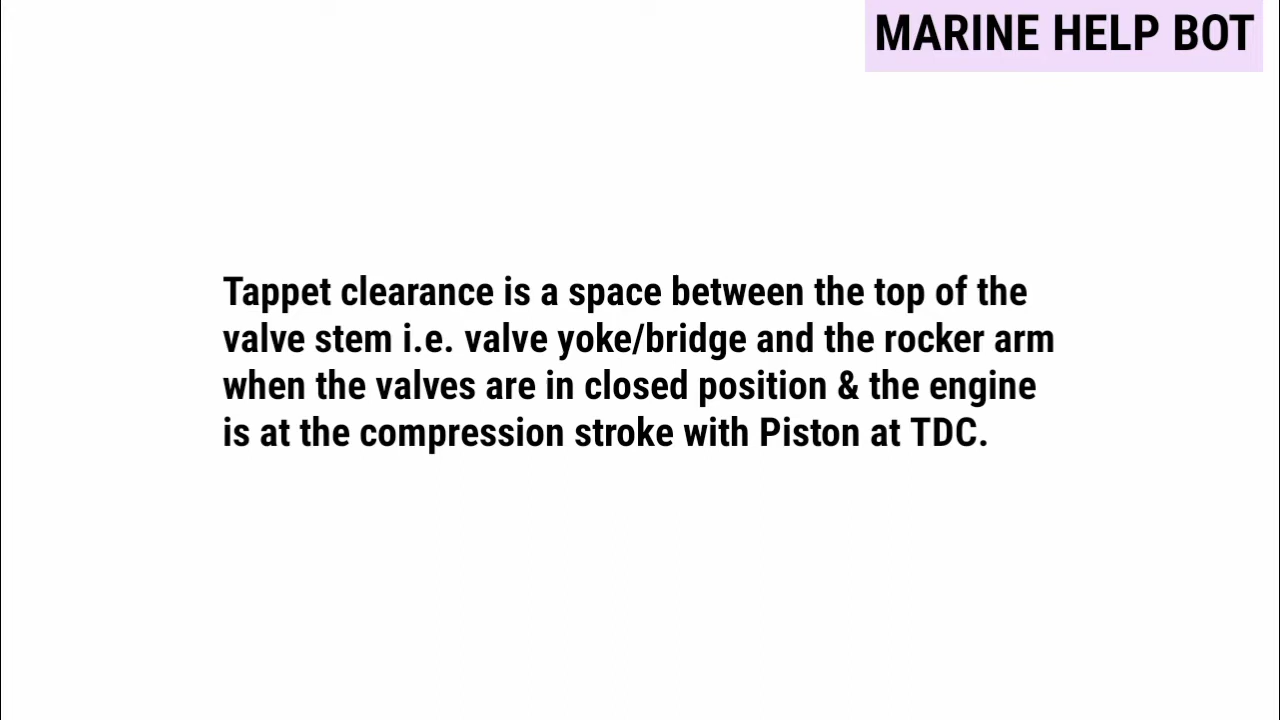 MARINE HELP BOT
Tappet clearance is a space between the top of the
valve stem i.e. valve yoke/bridge and the rocker arm
when the valves are in closed position & the engine
is at the compression stroke with Piston at TDC.